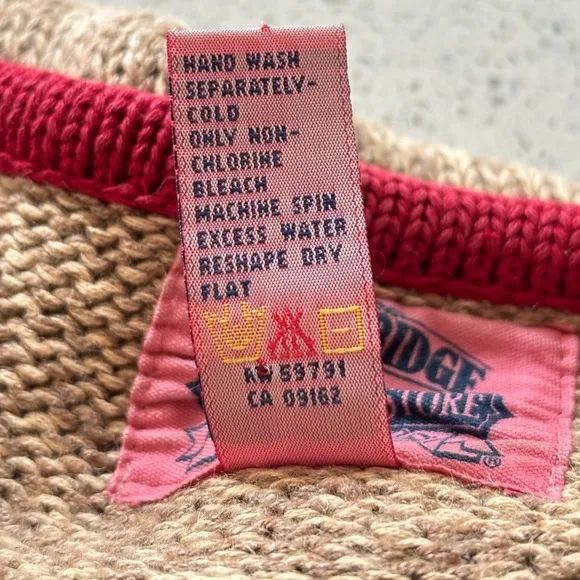 HAND WASH
SEPARATELY-
COLD
ONLY NON-
CHLORINE
BLEACH
MACHINE SPIN
EXCESS WATER
RESHAPE DRY
FLAT
RN 59791
CA 09162
IDGE
®